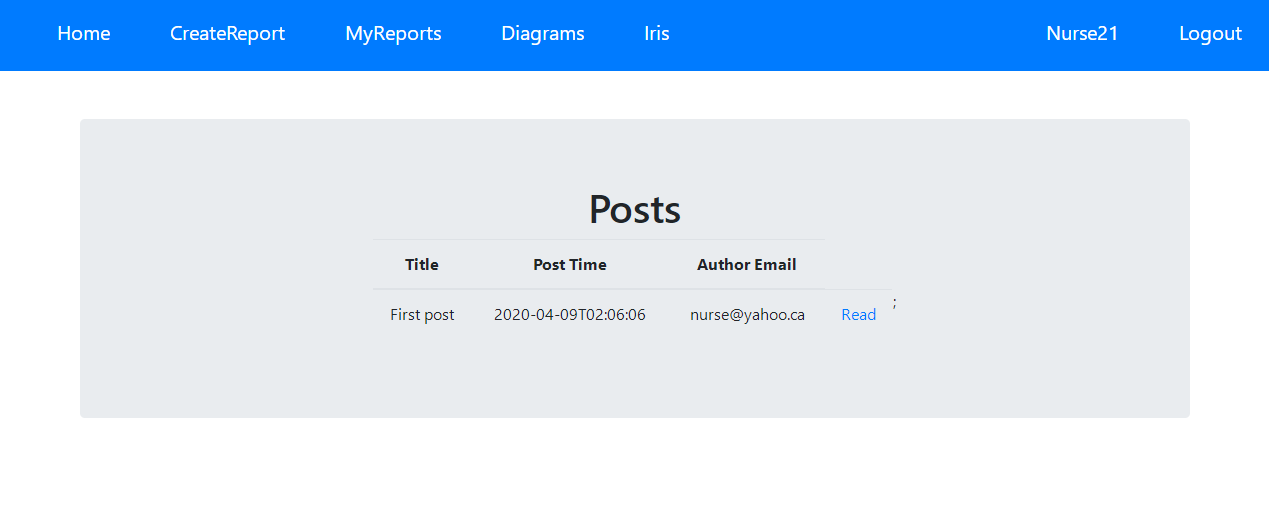 Home CreateReport MyReports Diagrams Iris Nurse21 Logout
Posts
Title Post Time Author Email
First post 2020-04-09T02:06:06 nurse@yahoo.ca Read ;